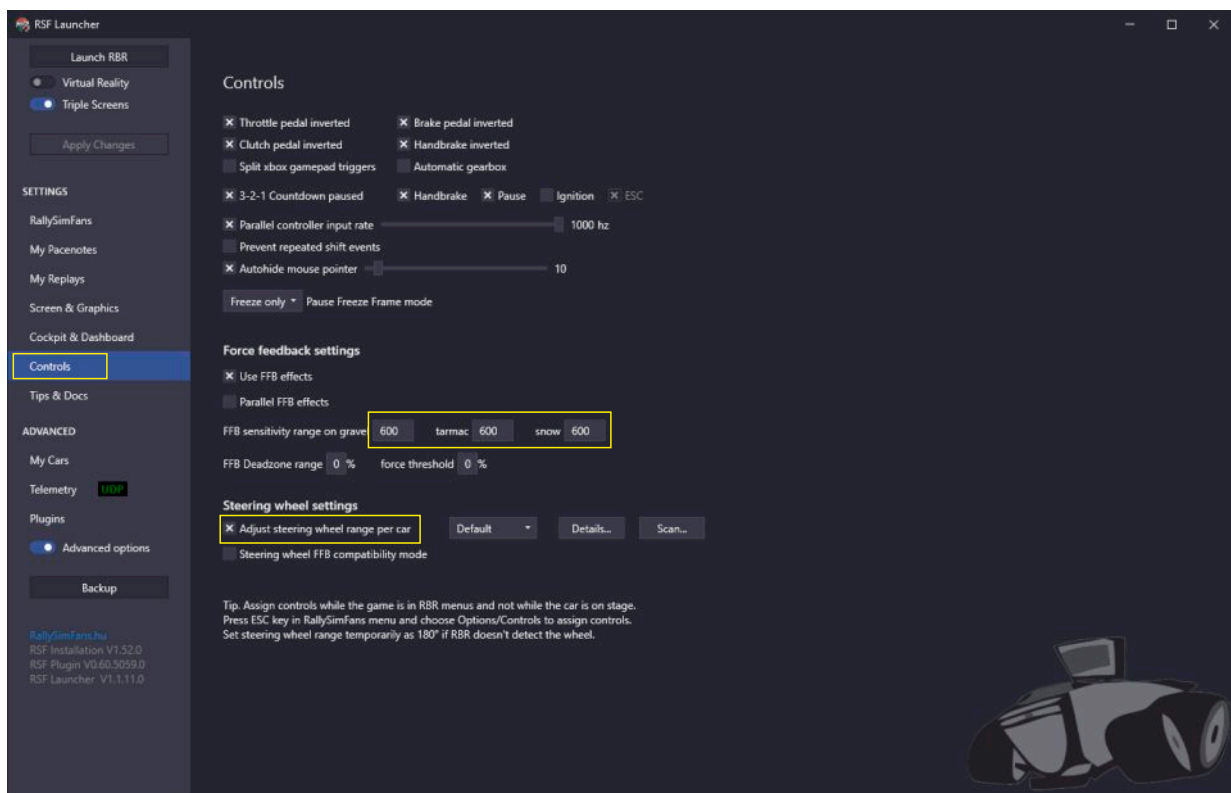 RSF Launcher
Launch RBR
Virtual Reality
Triple Screens
Apply Changes
SETTINGS
RallySimFans
My Pacenotes
My Replays
Screen & Graphics
Cockpit & Dashboard
Controls
Tips & Docs
ADVANCED
My Cars
Telemetry UDP
Plugins
Advanced options
Backup
RallySimFans.hu
RSF Installation V1.52.0
RSF Plugin V0.60.5059.0
RSF Launcher V1.1.11.0
Controls
Throttle pedal inverted Brake pedal inverted
Clutch pedal inverted Handbrake inverted
Split xbox gamepad triggers Automatic gearbox
3-2-1 Countdown paused Handbrake Pause Ignition ESC
Parallel controller input rate 1000 hz
Prevent repeated shift events
Autohide mouse pointer 10
Freeze only Pause Freeze Frame mode
Force feedback settings
Use FFB effects
Parallel FFB effects
FFB sensitivity range on grave 600 tarmac 600 snow 600
FFB Deadzone range 0 % force threshold 0 %
Steering wheel settings
Adjust steering wheel range per car Default Details... Scan...
Steering wheel FFB compatibility mode
Tip. Assign controls while the game is in RBR menus and not while the car is on stage.
Press ESC key in RallySimFans menu and choose Options/Controls to assign controls.
Set steering wheel range temporarily as 180° if RBR doesn't detect the wheel.